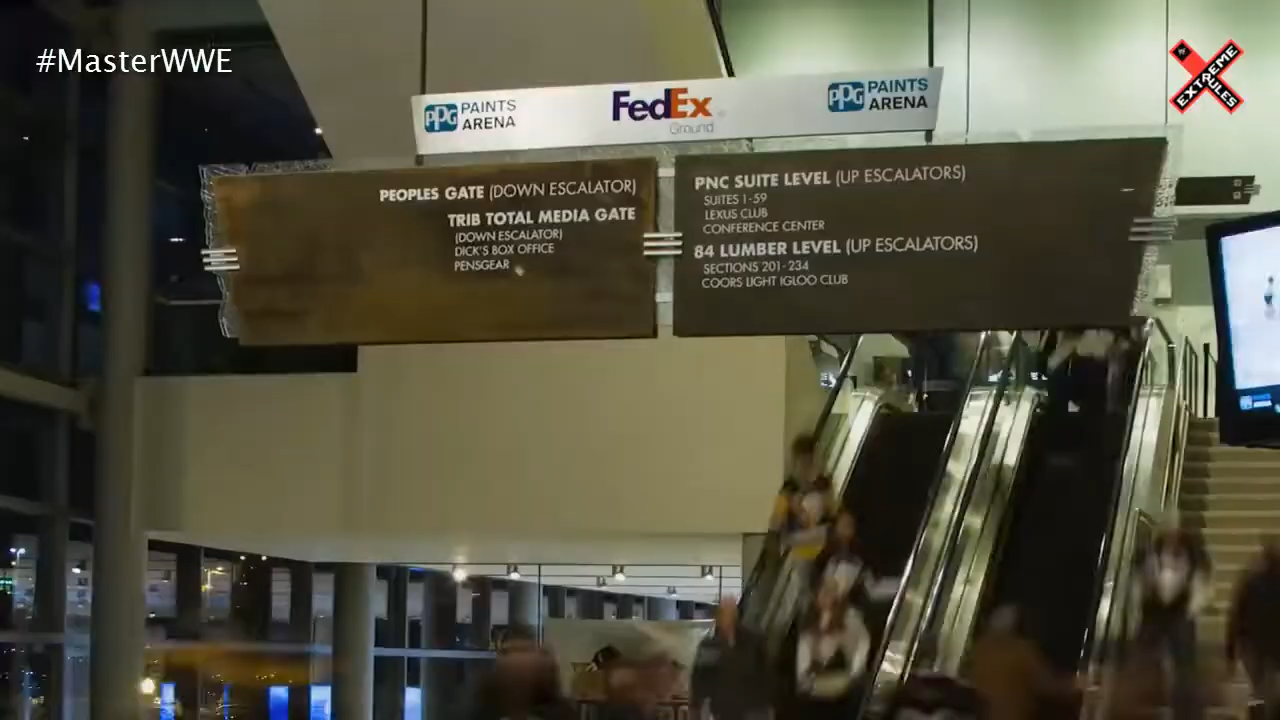 #MasterWWE
EXTREME
RULES
PPG PAINTS
ARENA
FedEx
Ground
PPG PAINTS
ARENA
PEOPLES GATE (DOWN ESCALATOR)
TRIB TOTAL MEDIA GATE
(DOWN ESCALATOR)
DICK'S BOX OFFICE
PENSGEAR
PNC SUITE LEVEL (UP ESCALATORS)
SUITES 1-59
LEXUS CLUB
CONFERENCE CENTER
84 LUMBER LEVEL (UP ESCALATORS)
SECTIONS 201-234
COORS LIGHT IGLOO CLUB